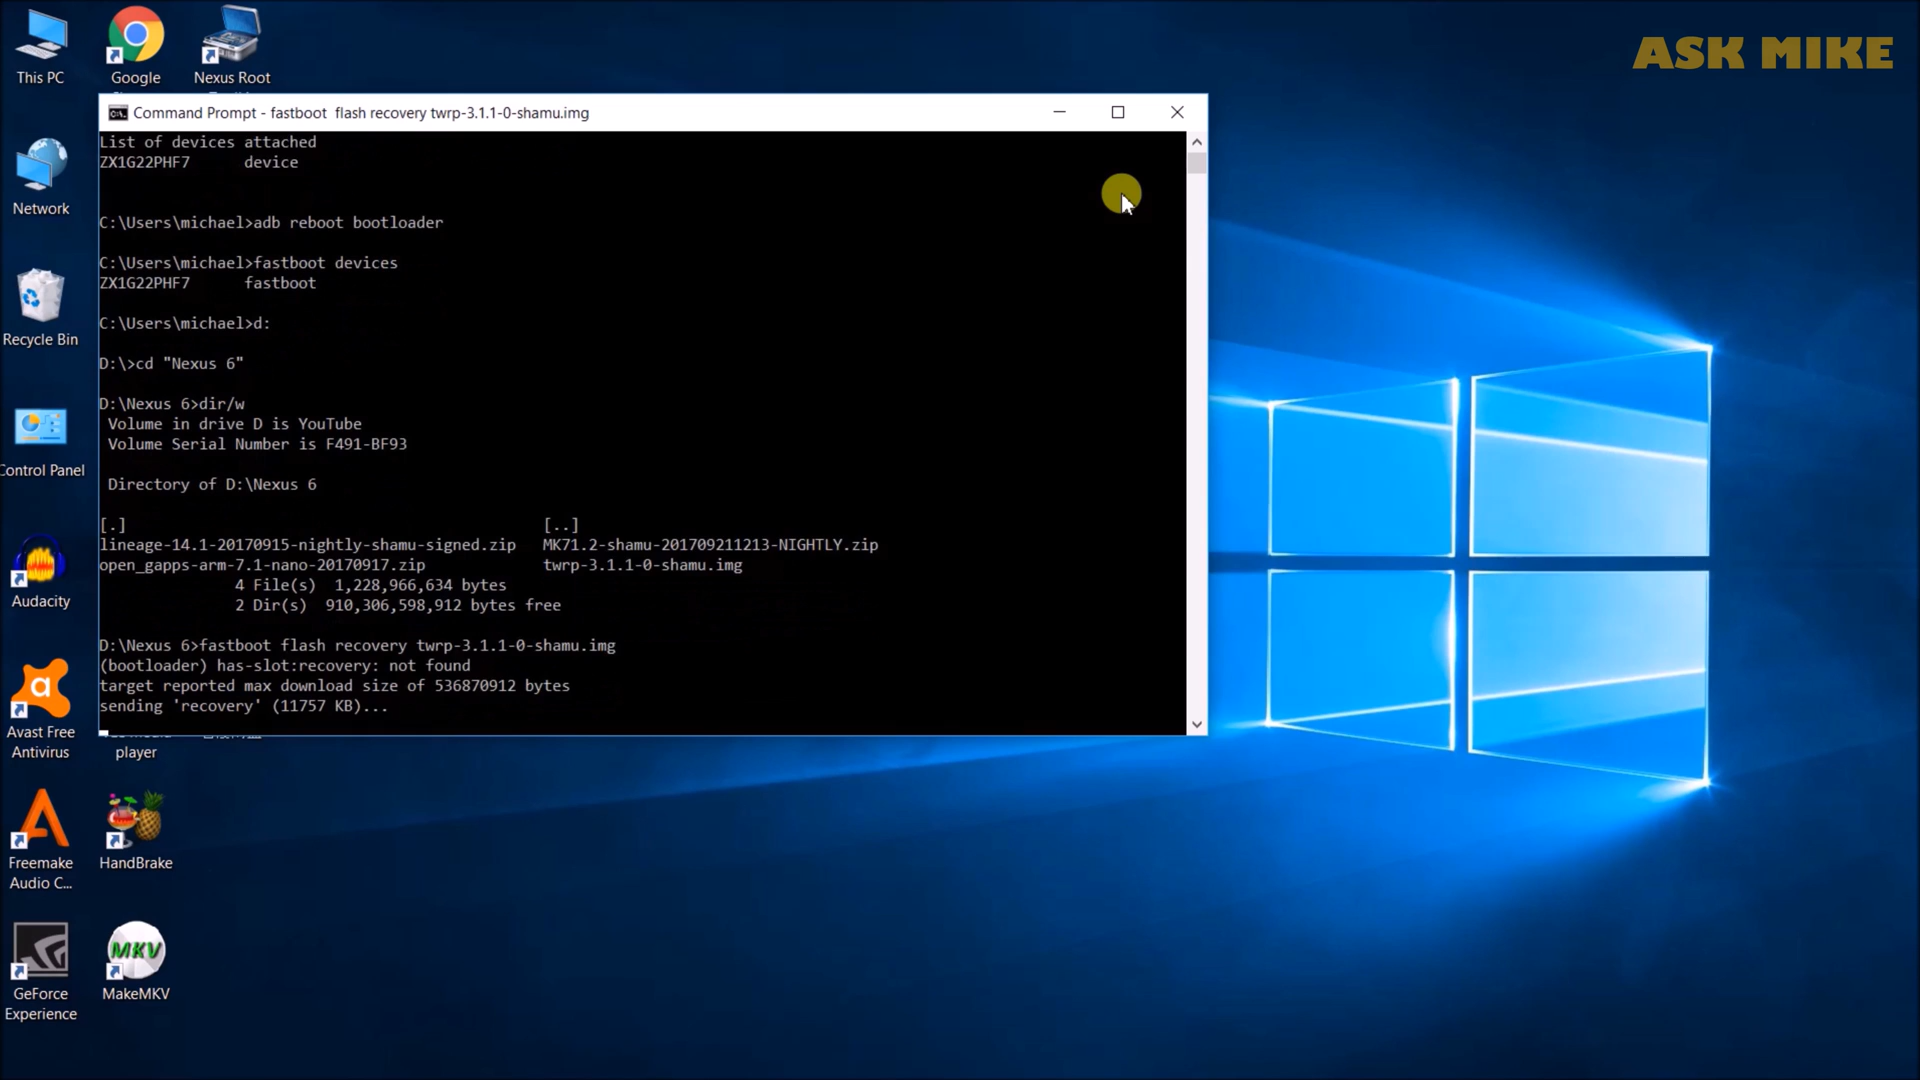 ASK MIKE
This PC
Google
Nexus Root
Network
Recycle Bin
Control Panel
Audacity
Avast Free
Antivirus
player
Freemake
Audio C...
HandBrake
GeForce
Experience
MKV
MakeMKV
Command Prompt - fastboot  flash recovery twrp-3.1.1-0-shamu.img
List of devices attached
ZX1G22PHF7      device
C:\Users\michael>adb reboot bootloader
C:\Users\michael>fastboot devices
ZX1G22PHF7      fastboot
C:\Users\michael>d:
D:\>cd "Nexus 6"
D:\Nexus 6>dir/w
Volume in drive D is YouTube
Volume Serial Number is F491-BF93
Directory of D:\Nexus 6
[.] [..]
lineage-14.1-20170915-nightly-shamu-signed.zip   MK71.2-shamu-201709211213-NIGHTLY.zip
open_gapps-arm-7.1-nano-20170917.zip             twrp-3.1.1-0-shamu.img
4 File(s)  1,228,966,634 bytes
2 Dir(s)  910,306,598,912 bytes free
D:\Nexus 6>fastboot flash recovery twrp-3.1.1-0-shamu.img
(bootloader) has-slot:recovery: not found
target reported max download size of 536870912 bytes
sending 'recovery' (11757 KB)...